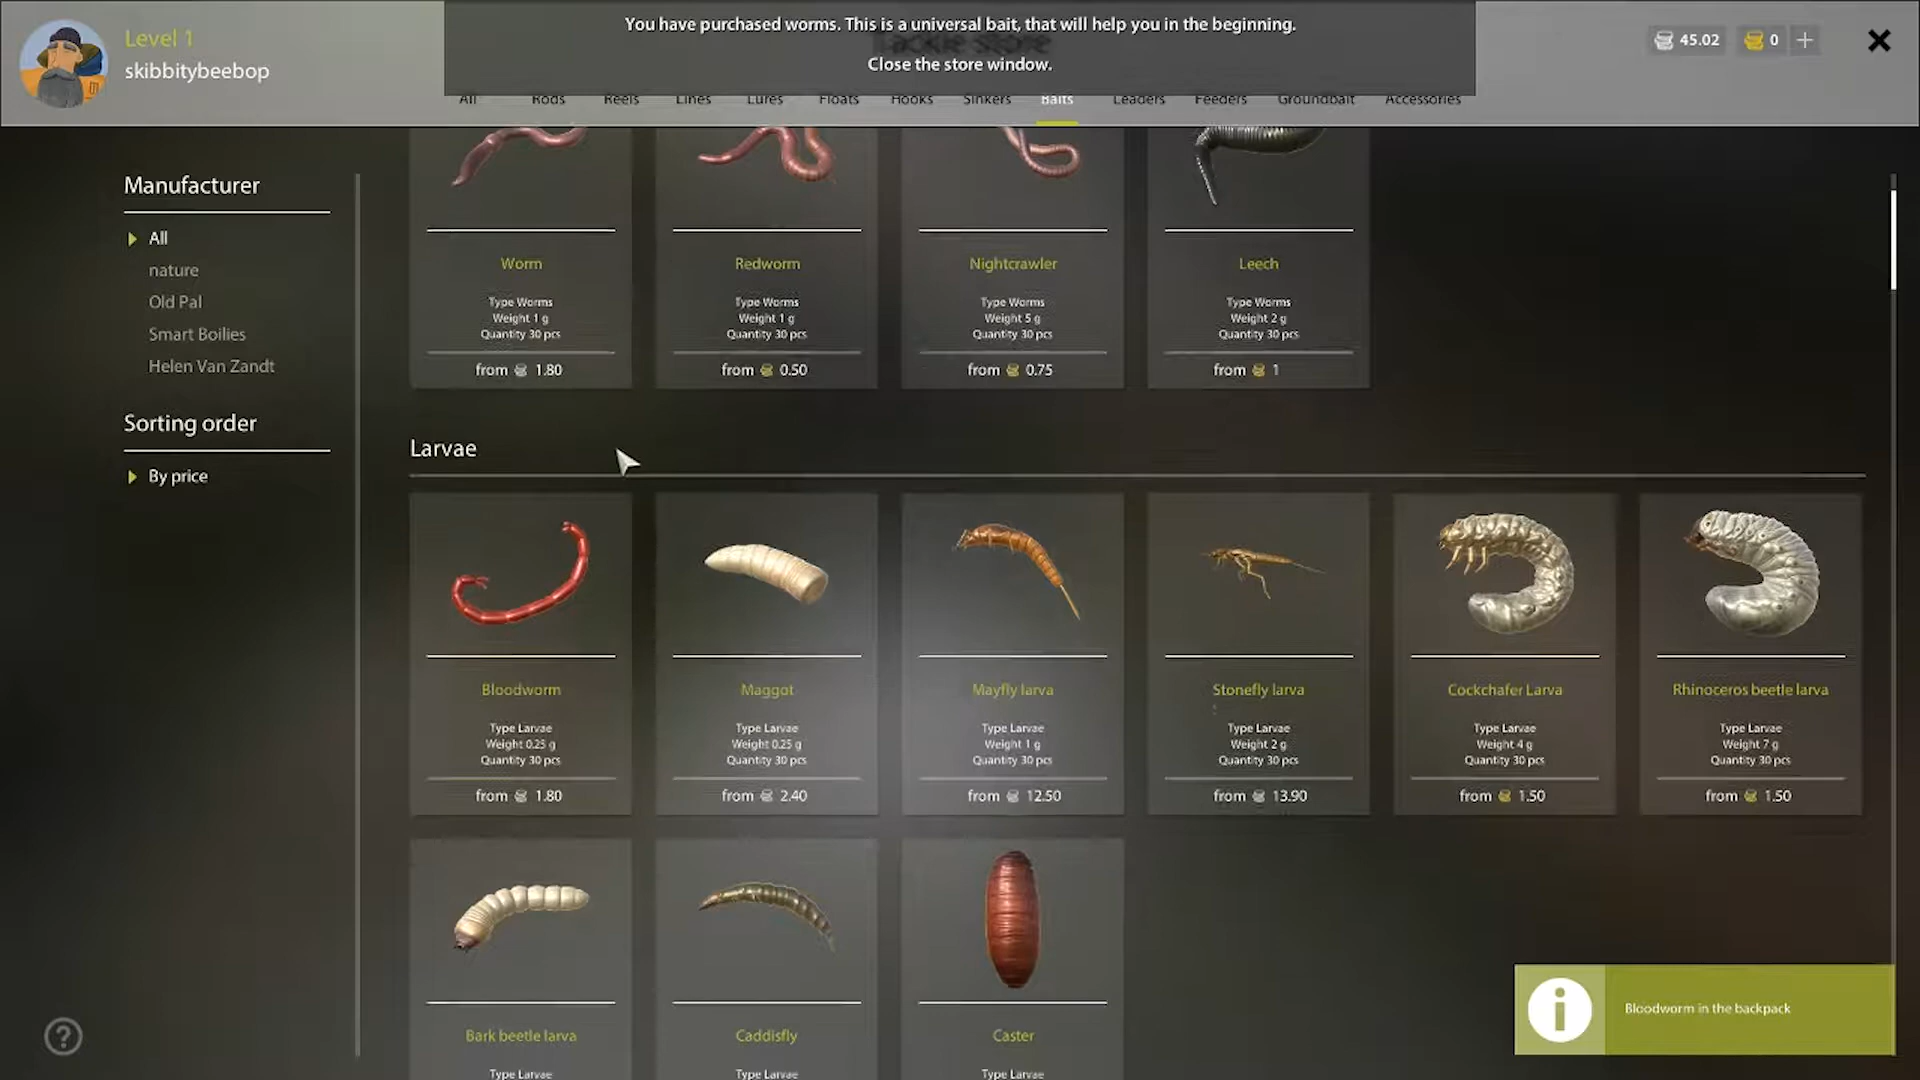 Level 1
skibbitybeebop
You have purchased worms. This is a universal bait, that will help you in the beginning.
Tackle Store
Close the store window.
45.02
0
All Rods Reels Lines Lures Floats Hooks Sinkers Baits Leaders Feeders Groundbait Accessories
Manufacturer
All
nature
Old Pal
Smart Boilies
Helen Van Zandt
Sorting order
By price
Worm
Type Worms
Weight 1 g
Quantity 30 pcs
from 1.80
Redworm
Type Worms
Weight 1 g
Quantity 30 pcs
from 0.50
Nightcrawler
Type Worms
Weight 5 g
Quantity 30 pcs
from 0.75
Leech
Type Worms
Weight 2 g
Quantity 30 pcs
from 1
Larvae
Bloodworm
Type Larvae
Weight 0.25 g
Quantity 30 pcs
from 1.80
Maggot
Type Larvae
Weight 0.25 g
Quantity 30 pcs
from 2.40
Mayfly larva
Type Larvae
Weight 1 g
Quantity 30 pcs
from 12.50
Stonefly larva
Type Larvae
Weight 2 g
Quantity 30 pcs
from 13.90
Cockchafer Larva
Type Larvae
Weight 4 g
Quantity 30 pcs
from 1.50
Rhinoceros beetle larva
Type Larvae
Weight 7 g
Quantity 30 pcs
from 1.50
Bark beetle larva
Type Larvae
Caddisfly
Type Larvae
Caster
Type Larvae
Bloodworm in the backpack